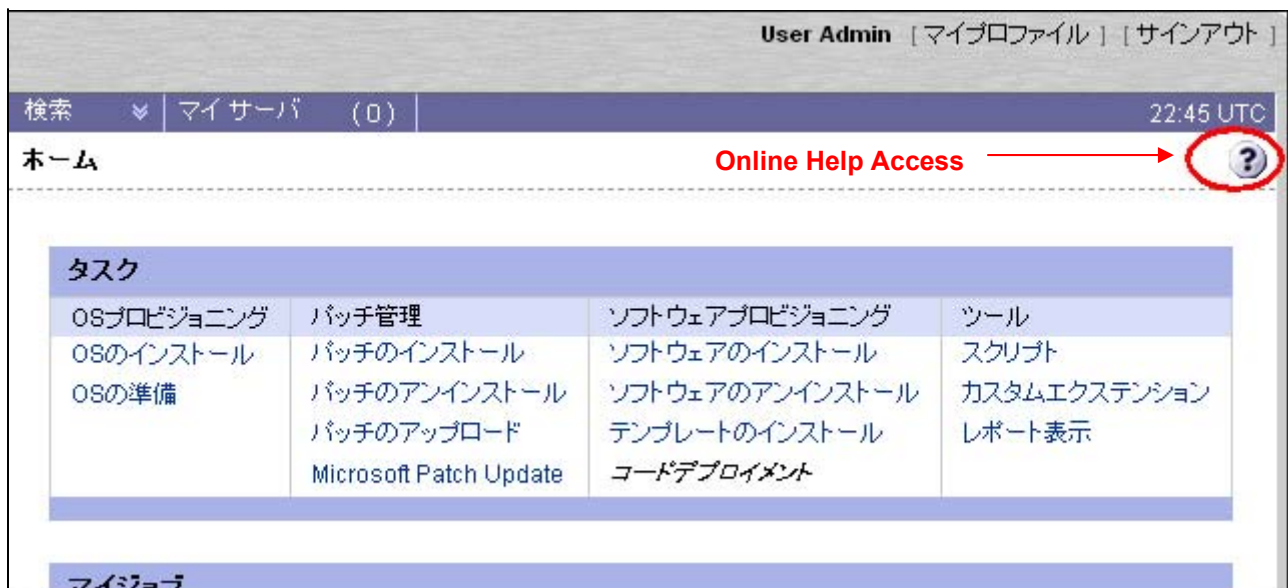 User Admin [ マイプロファイル ] [ サインアウト ]
検索 マイ サーバ (0) 22:45 UTC
ホーム Online Help Access ?
タスク
OSプロビジョニング パッチ管理 ソフトウェアプロビジョニング ツール
OSのインストール パッチのインストール ソフトウェアのインストール スクリプト
OSの準備 パッチのアンインストール ソフトウェアのアンインストール カスタムエクステンション
パッチのアップロード テンプレートのインストール レポート表示
Microsoft Patch Update コードデプロイメント
マイジョブ